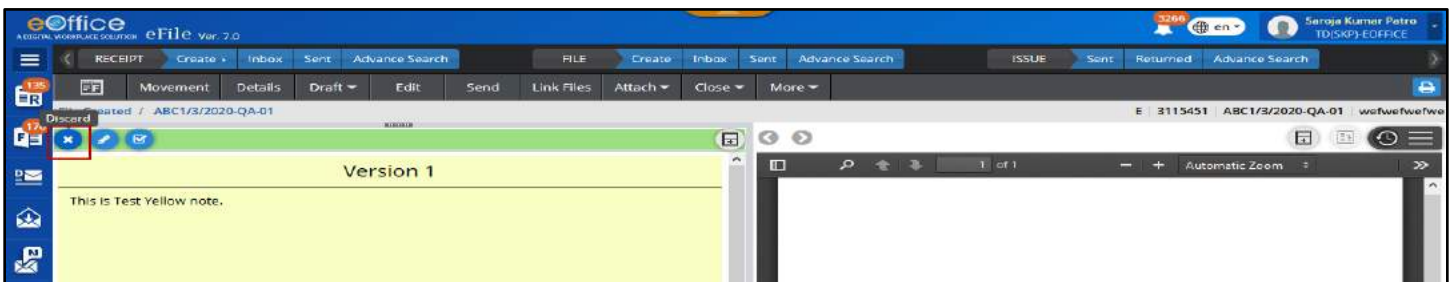 eOffice
A DIGITAL WORKPLACE SOLUTION eFile Ver. 7.0
3266 en Saroja Kumar Patro
TD(SKP)-EOFFICE
RECEIPT Create Inbox Sent Advance Search FILE Create Inbox Sent Advance Search ISSUE Sent Returned Advance Search
135 Movement Details Draft Edit Send Link Files Attach Close More
Created / ABC1/3/2020-QA-01 E 3115451 ABC1/3/2020-QA-01 wefwefwefwe
Discard
1 of 1 Automatic Zoom
Version 1
This is Test Yellow note.